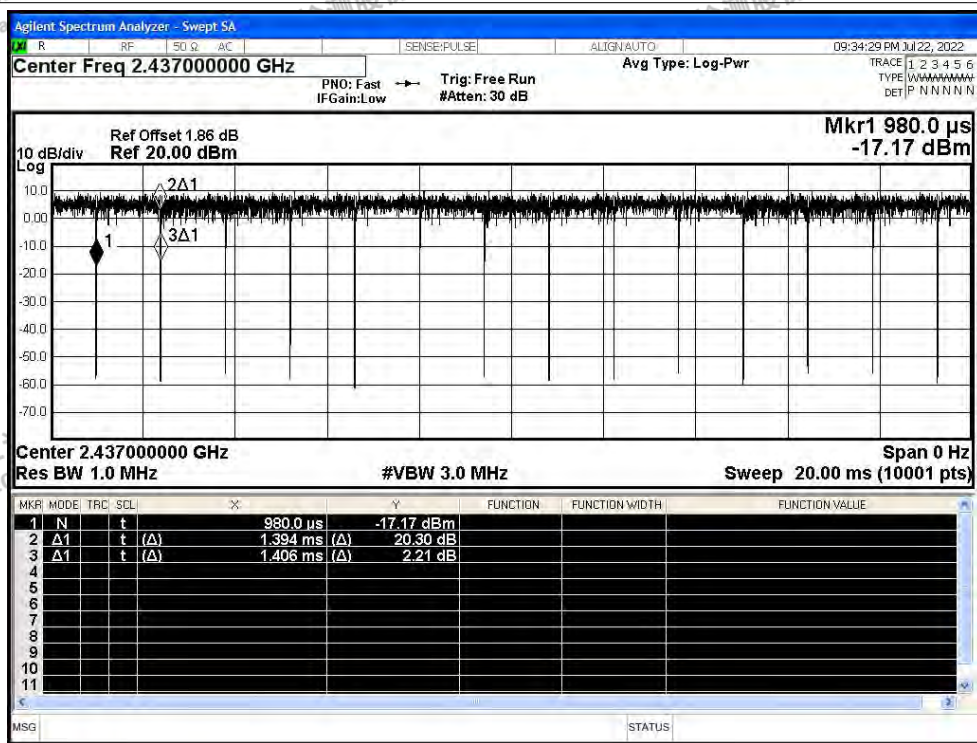 Agilent Spectrum Analyzer - Swept SA
R RF 50 Ω AC SENSE:PULSE ALIGN AUTO 09:34:29 PM Jul 22, 2022
Center Freq 2.437000000 GHz
PNO: Fast
IFGain:Low
Trig: Free Run
#Atten: 30 dB
Avg Type: Log-Pwr
TRACE 1 2 3 4 5 6
TYPE
DET P N N N N N
Mkr1 980.0 µs
-17.17 dBm
Ref Offset 1.86 dB
10 dB/div Ref 20.00 dBm
Log
10.0
0.00
-10.0
-20.0
-30.0
-40.0
-50.0
-60.0
-70.0
2Δ1
1
3Δ1
Center 2.437000000 GHz Span 0 Hz
Res BW 1.0 MHz #VBW 3.0 MHz Sweep 20.00 ms (10001 pts)
MKR MODE TRC SCL X Y FUNCTION FUNCTION WIDTH FUNCTION VALUE
1 N t 980.0 µs -17.17 dBm
2 Δ1 t (Δ) 1.394 ms (Δ) 20.30 dB
3 Δ1 t (Δ) 1.406 ms (Δ) 2.21 dB
4
5
6
7
8
9
10
11
MSG STATUS